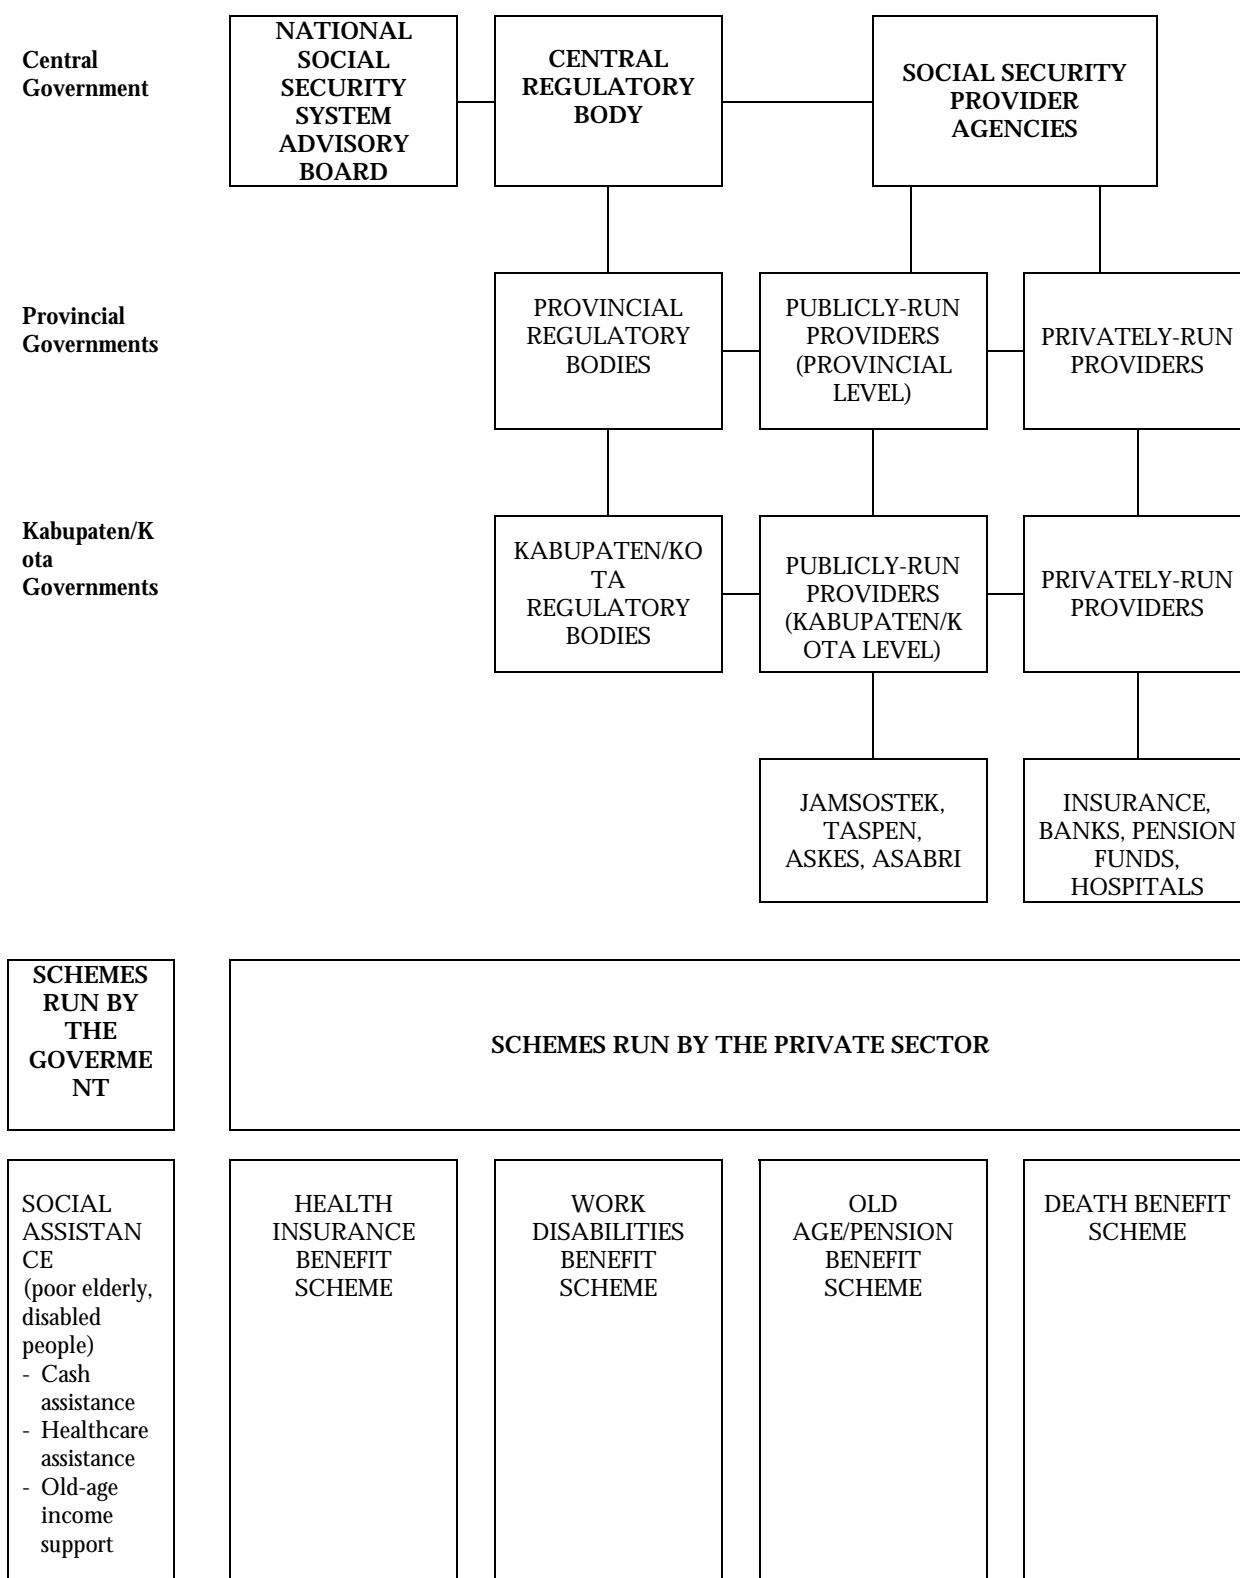 Central
Government
NATIONAL
SOCIAL
SECURITY
SYSTEM
ADVISORY
BOARD
CENTRAL
REGULATORY
BODY
SOCIAL SECURITY
PROVIDER
AGENCIES
Provincial
Governments
PROVINCIAL
REGULATORY
BODIES
PUBLICLY-RUN
PROVIDERS
(PROVINCIAL
LEVEL)
PRIVATELY-RUN
PROVIDERS
Kabupaten/K
ota
Governments
KABUPATEN/KO
TA
REGULATORY
BODIES
PUBLICLY-RUN
PROVIDERS
(KABUPATEN/K
OTA LEVEL)
PRIVATELY-RUN
PROVIDERS
JAMSOSTEK,
TASPEN,
ASKES, ASABRI
INSURANCE,
BANKS, PENSION
FUNDS,
HOSPITALS
SCHEMES
RUN BY
THE
GOVERME
NT
SCHEMES RUN BY THE PRIVATE SECTOR
SOCIAL
ASSISTAN
CE
(poor elderly,
disabled
people)
- Cash
assistance
- Healthcare
assistance
- Old-age
income
support
HEALTH
INSURANCE
BENEFIT
SCHEME
WORK
DISABILITIES
BENEFIT
SCHEME
OLD
AGE/PENSION
BENEFIT
SCHEME
DEATH BENEFIT
SCHEME